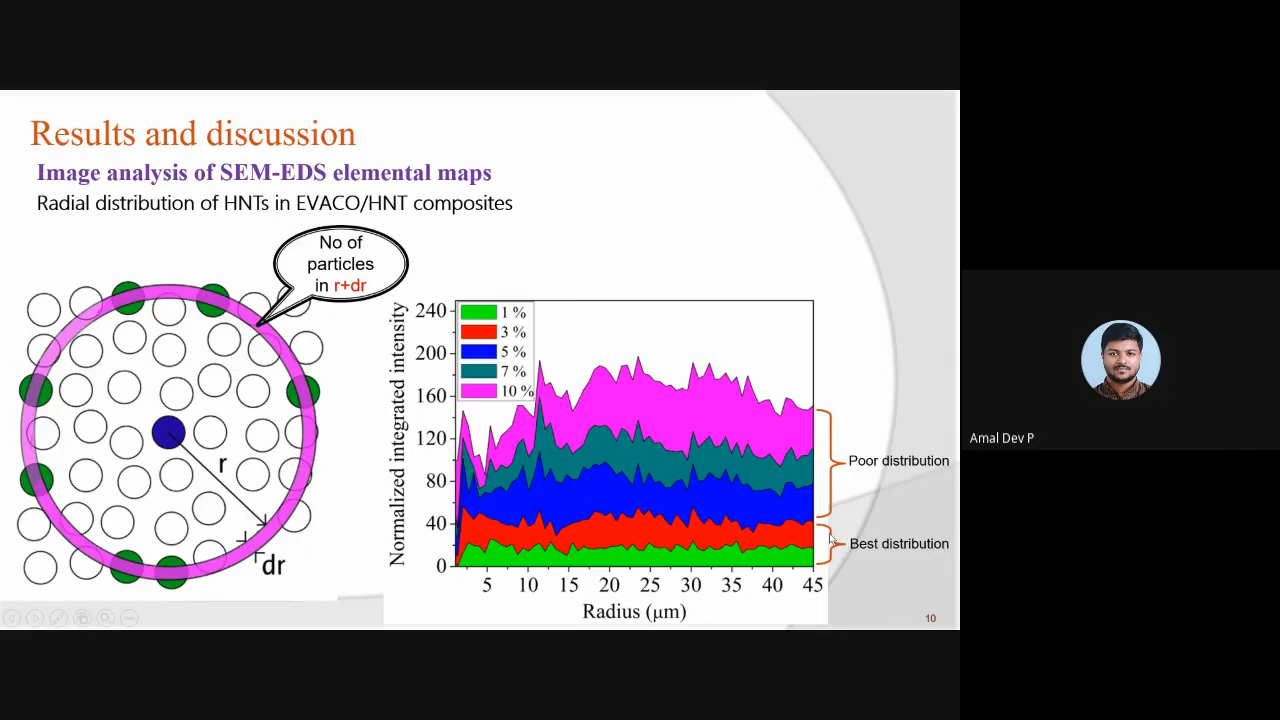 Results and discussion
Image analysis of SEM-EDS elemental maps
Radial distribution of HNTs in EVACO/HNT composites
No of
particles
in r+dr
r
dr
Normalized integrated intensity
240
200
160
120
80
40
0
1 %
3 %
5 %
7 %
10 %
5 10 15 20 25 30 35 40 45
Radius (μm)
Poor distribution
Best distribution
10
Amal Dev P